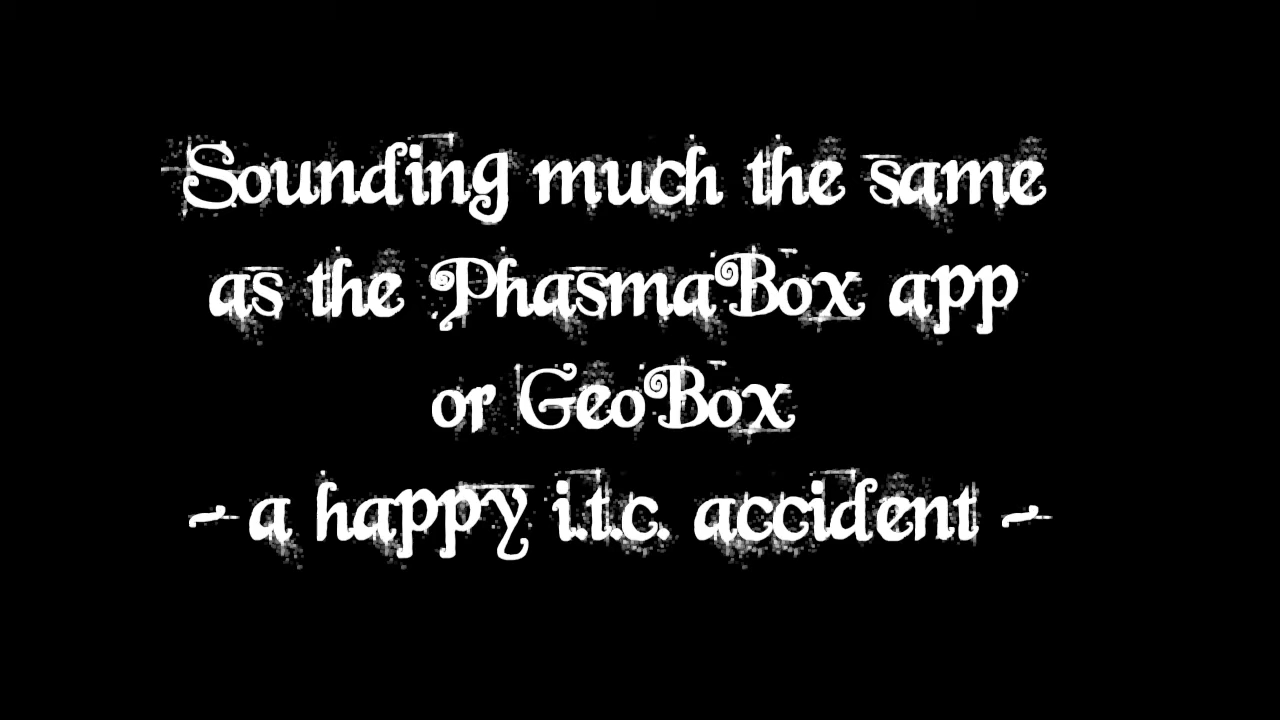 Sounding much the same
as the PhasmaBox app
or GeoBox
- a happy i.t.c. accident -